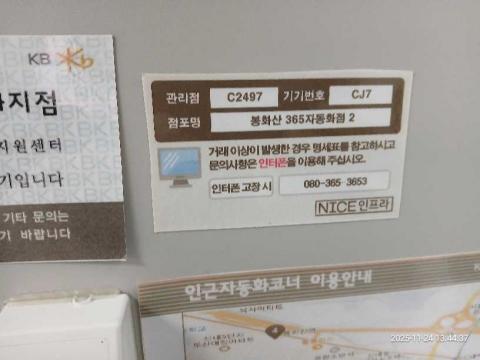 KB
지점
지원센터
기입니다
기타 문의는
기 바랍니다
관리점 C2497 기기번호 CJ7
점포명 봉화산 365자동화점 2
거래 이상이 발생한 경우 명세표를 참고하시고
문의사항은 인터폰을 이용해 주십시오.
인터폰 고장 시 080-365-3653
NICE인프라
인근자동화코너 이용안내
4
2025-11-24 13:44:37